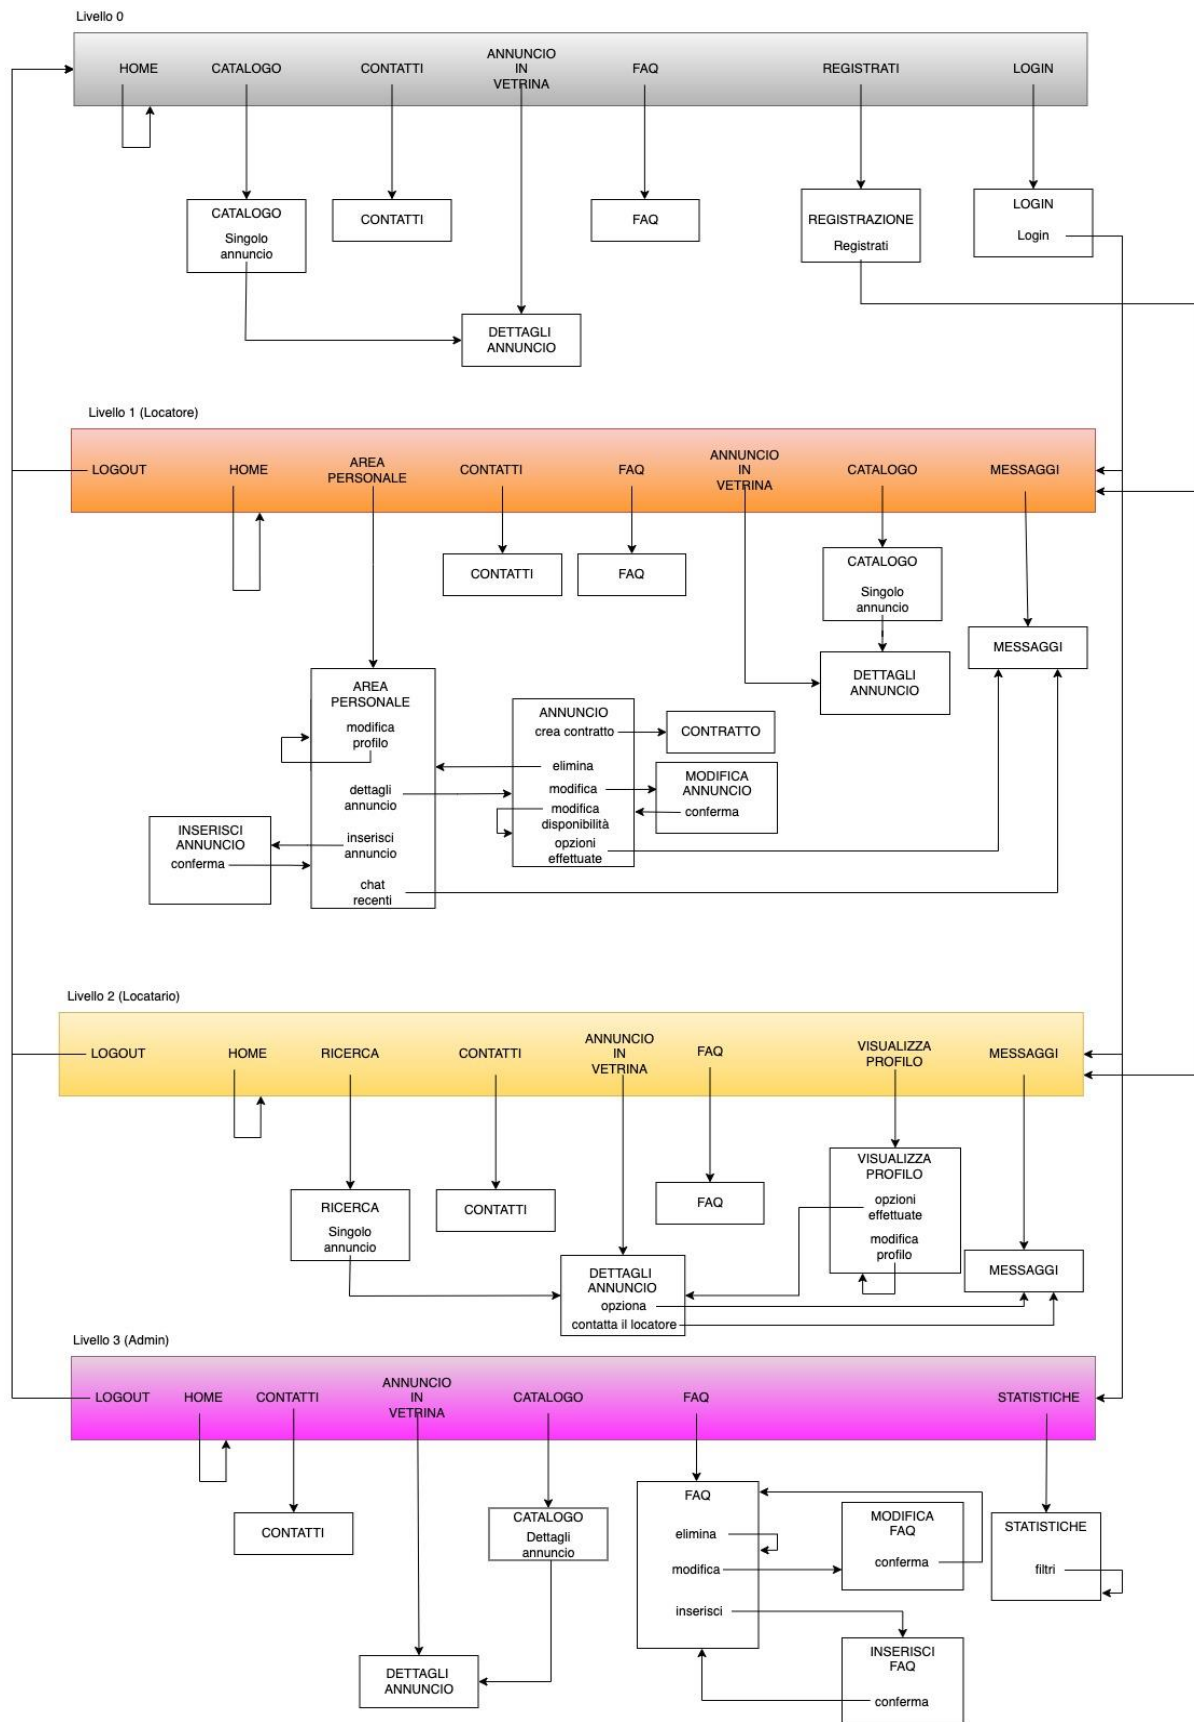 Livello 0
HOME
CATALOGO
CONTATTI
ANNUNCIO
IN
VETRINA
FAQ
REGISTRATI
LOGIN
CATALOGO
Singolo
annuncio
CONTATTI
FAQ
REGISTRAZIONE
Registrati
LOGIN
Login
DETTAGLI
ANNUNCIO
Livello 1 (Locatore)
LOGOUT
HOME
AREA
PERSONALE
CONTATTI
FAQ
ANNUNCIO
IN
VETRINA
CATALOGO
MESSAGGI
CONTATTI
FAQ
CATALOGO
Singolo
annuncio
MESSAGGI
DETTAGLI
ANNUNCIO
AREA
PERSONALE
modifica
profilo
dettagli
annuncio
inserisci
annuncio
chat
recenti
INSERISCI
ANNUNCIO
conferma
ANNUNCIO
crea contratto
elimina
modifica
modifica
disponibilità
opzioni
effettuate
CONTRATTO
MODIFICA
ANNUNCIO
conferma
Livello 2 (Locatario)
LOGOUT
HOME
RICERCA
CONTATTI
ANNUNCIO
IN
VETRINA
FAQ
VISUALIZZA
PROFILO
MESSAGGI
RICERCA
Singolo
annuncio
CONTATTI
FAQ
VISUALIZZA
PROFILO
opzioni
effettuate
modifica
profilo
MESSAGGI
DETTAGLI
ANNUNCIO
opziona
contatta il locatore
Livello 3 (Admin)
LOGOUT
HOME
CONTATTI
ANNUNCIO
IN
VETRINA
CATALOGO
FAQ
STATISTICHE
CONTATTI
CATALOGO
Dettagli
annuncio
FAQ
elimina
modifica
inserisci
MODIFICA
FAQ
conferma
STATISTICHE
filtri
DETTAGLI
ANNUNCIO
INSERISCI
FAQ
conferma